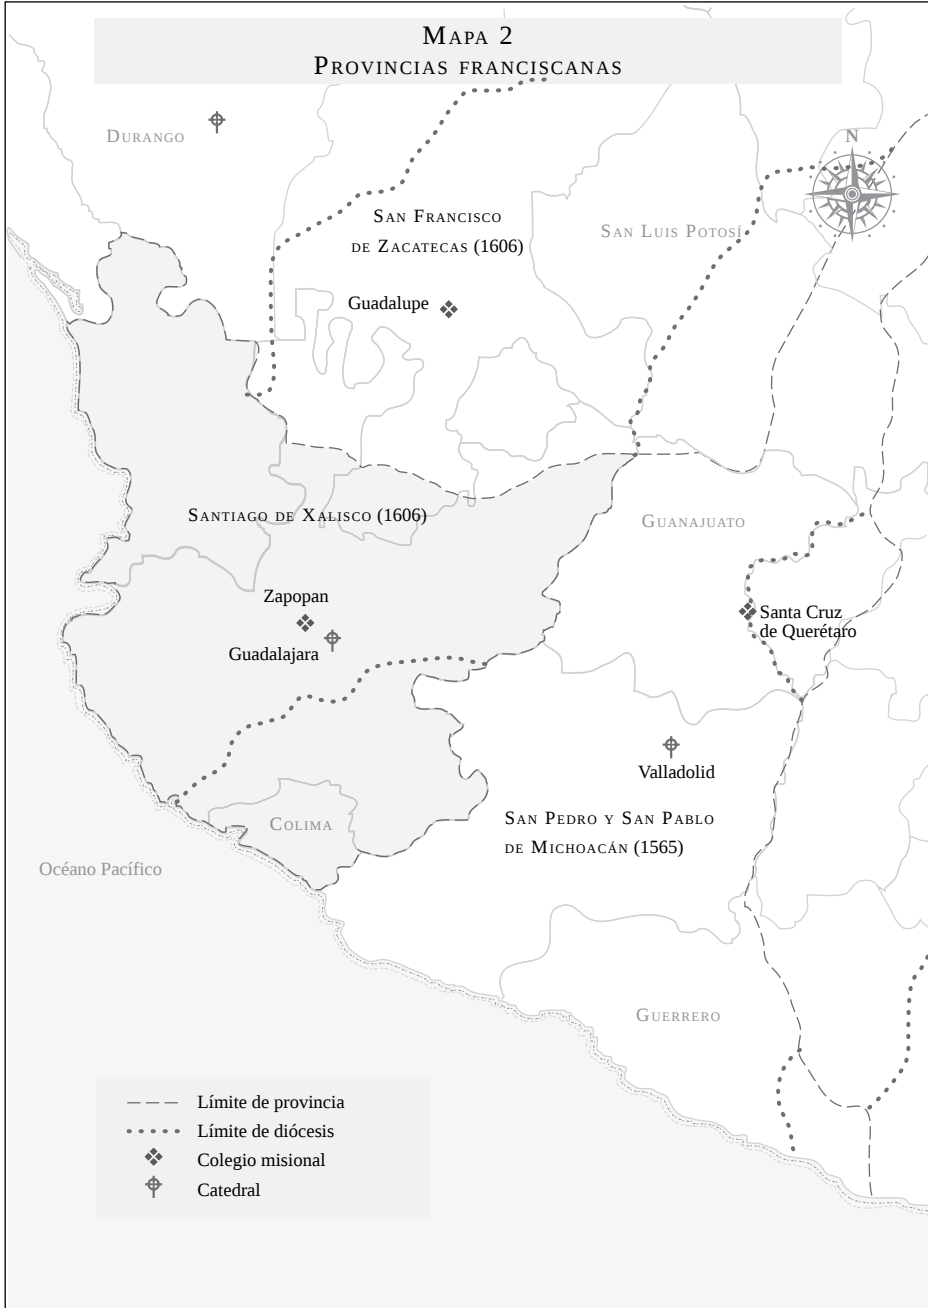 Mapa 2
Provincias franciscanas
Durango
N
San Francisco
de Zacatecas (1606)
San Luis Potosí
Guadalupe
Santiago de Xalisco (1606)
Guanajuato
Zapopan
Santa Cruz
de Querétaro
Guadalajara
Valladolid
San Pedro y San Pablo
de Michoacán (1565)
Colima
Océano Pacífico
Guerrero
Límite de provincia
Límite de diócesis
Colegio misional
Catedral